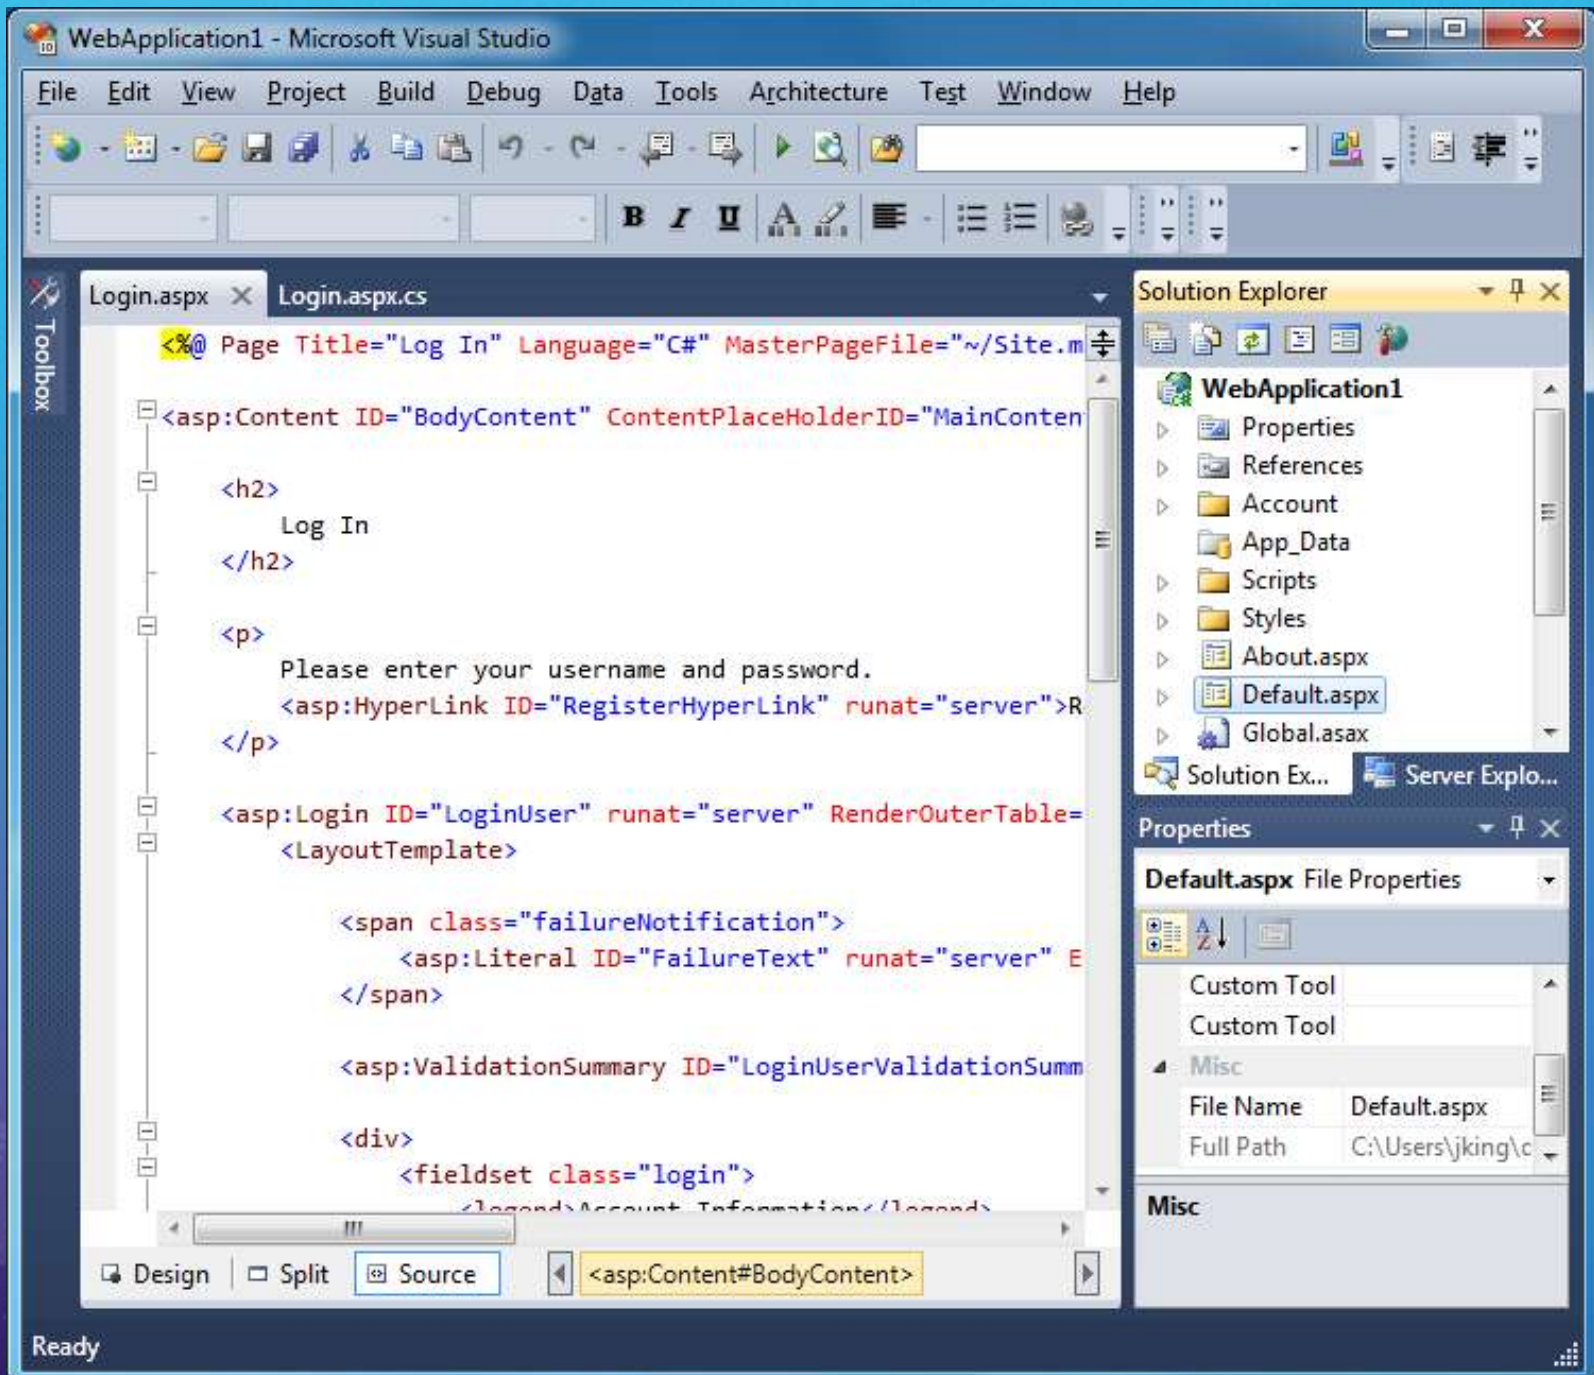 WebApplication1 - Microsoft Visual Studio
File Edit View Project Build Debug Data Tools Architecture Test Window Help
B I U
Toolbox
Login.aspx Login.aspx.cs
<%@ Page Title="Log In" Language="C#" MasterPageFile="~/Site.m
<asp:Content ID="BodyContent" ContentPlaceHolderID="MainConten
<h2>
Log In
</h2>
<p>
Please enter your username and password.
<asp:HyperLink ID="RegisterHyperLink" runat="server">R
</p>
<asp:Login ID="LoginUser" runat="server" RenderOuterTable=
<LayoutTemplate>
<span class="failureNotification">
<asp:Literal ID="FailureText" runat="server" E
</span>
<asp:ValidationSummary ID="LoginUserValidationSumm
<div>
<fieldset class="login">
<legend>Account Information</legend>
Design Split Source <asp:Content#BodyContent>
Solution Explorer
WebApplication1
Properties
References
Account
App_Data
Scripts
Styles
About.aspx
Default.aspx
Global.asax
Solution Ex... Server Explo...
Properties
Default.aspx File Properties
Custom Tool
Custom Tool
Misc
File Name Default.aspx
Full Path C:\Users\jking\c
Misc
Ready